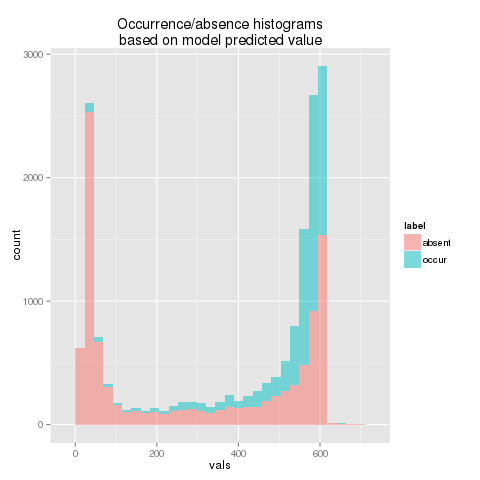 Occurrence/absence histograms
based on model predicted value
3000
2000
1000
0
count
0 200 400 600
vals
label
absent
occur